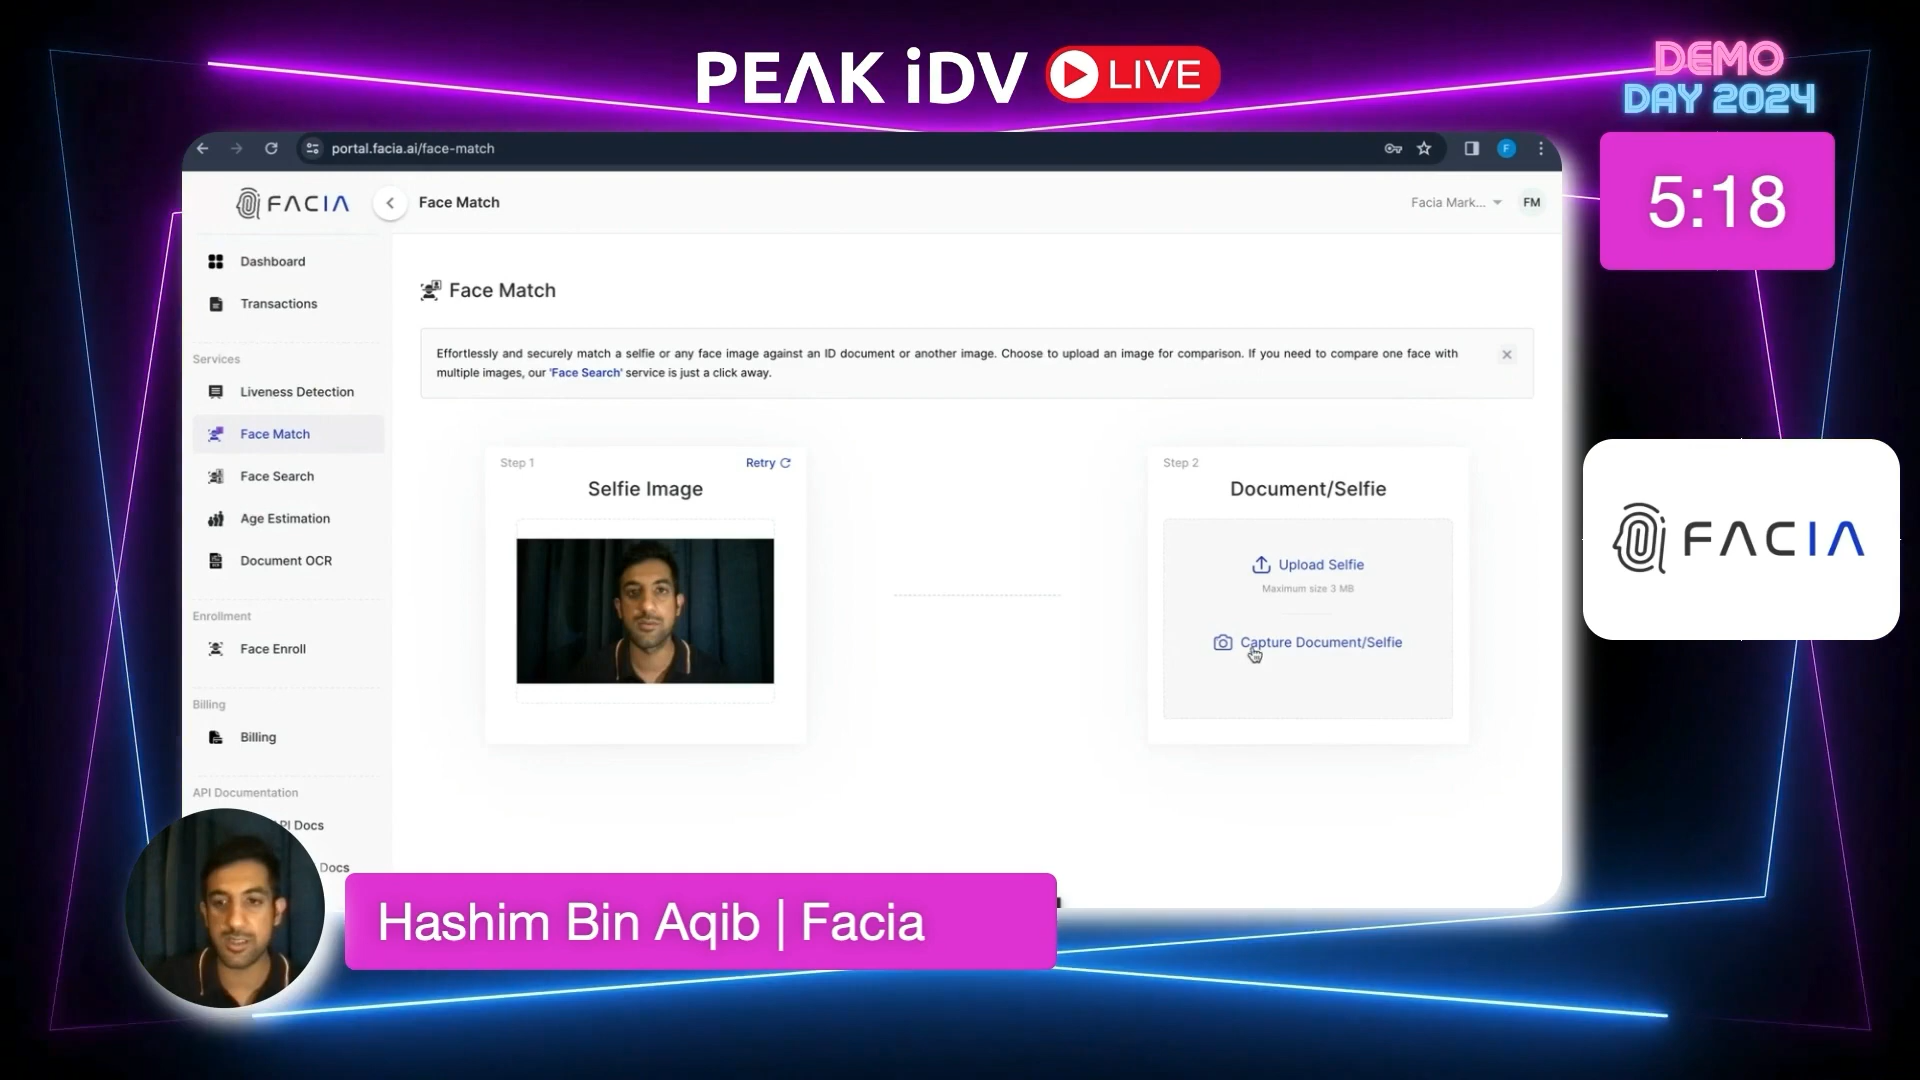 PEAK iDV LIVE
DEMO
DAY 2024
5:18
portal.facia.ai/face-match
F
FACIA
Face Match
Facia Mark...
FM
Dashboard
Transactions
Services
Liveness Detection
Face Match
Face Search
Age Estimation
Document OCR
Enrollment
Face Enroll
Billing
Billing
API Documentation
API Docs
Docs
Face Match
Effortlessly and securely match a selfie or any face image against an ID document or another image. Choose to upload an image for comparison. If you need to compare one face with
multiple images, our 'Face Search' service is just a click away.
Step 1
Retry
Selfie Image
Step 2
Document/Selfie
Upload Selfie
Maximum size 3 MB
Capture Document/Selfie
FACIA
Hashim Bin Aqib | Facia